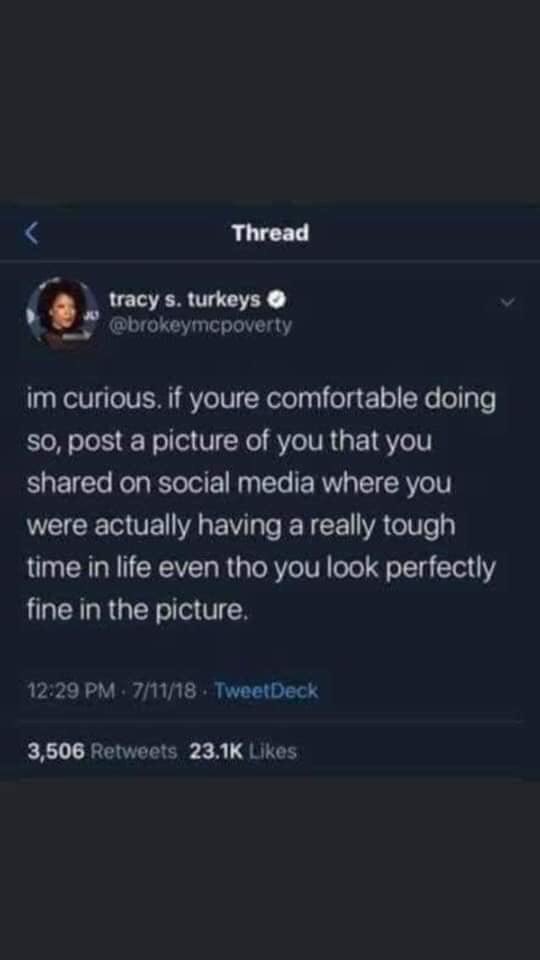 Thread
tracy s. turkeys
@brokeymcpoverty
im curious. if youre comfortable doing
so, post a picture of you that you
shared on social media where you
were actually having a really tough
time in life even tho you look perfectly
fine in the picture.
12:29 PM · 7/11/18 · TweetDeck
3,506 Retweets 23.1K Likes